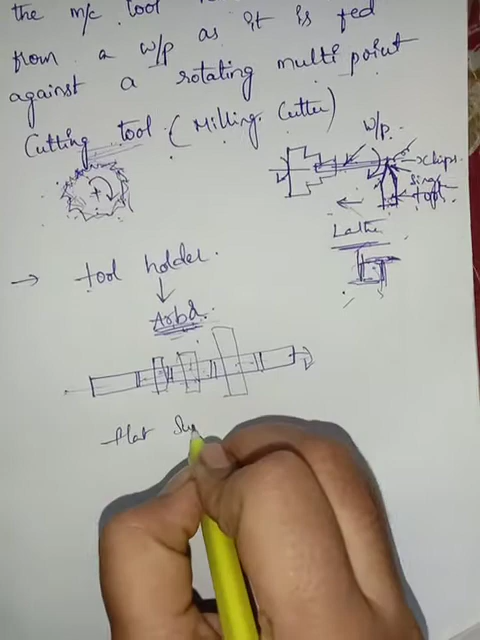 the m/c tool
from a w/p as it is fed
against a rotating multi point
Cutting tool (Milling Cutter)
w/p.
→ chips.
Single
tool
Lathe
→ tool holder.
flat